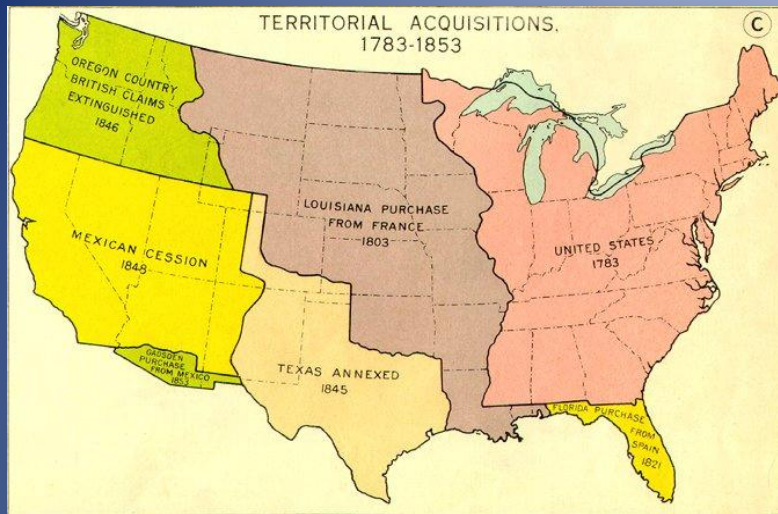 TERRITORIAL ACQUISITIONS,
1783-1853
C
OREGON COUNTRY
BRITISH CLAIMS
EXTINGUISHED
1846
LOUISIANA PURCHASE
FROM FRANCE
1803
UNITED STATES
1783
MEXICAN CESSION
1848
GADSDEN
PURCHASE
FROM MEXICO
1853
TEXAS ANNEXED
1845
FLORIDA PURCHASE
FROM
SPAIN
1821